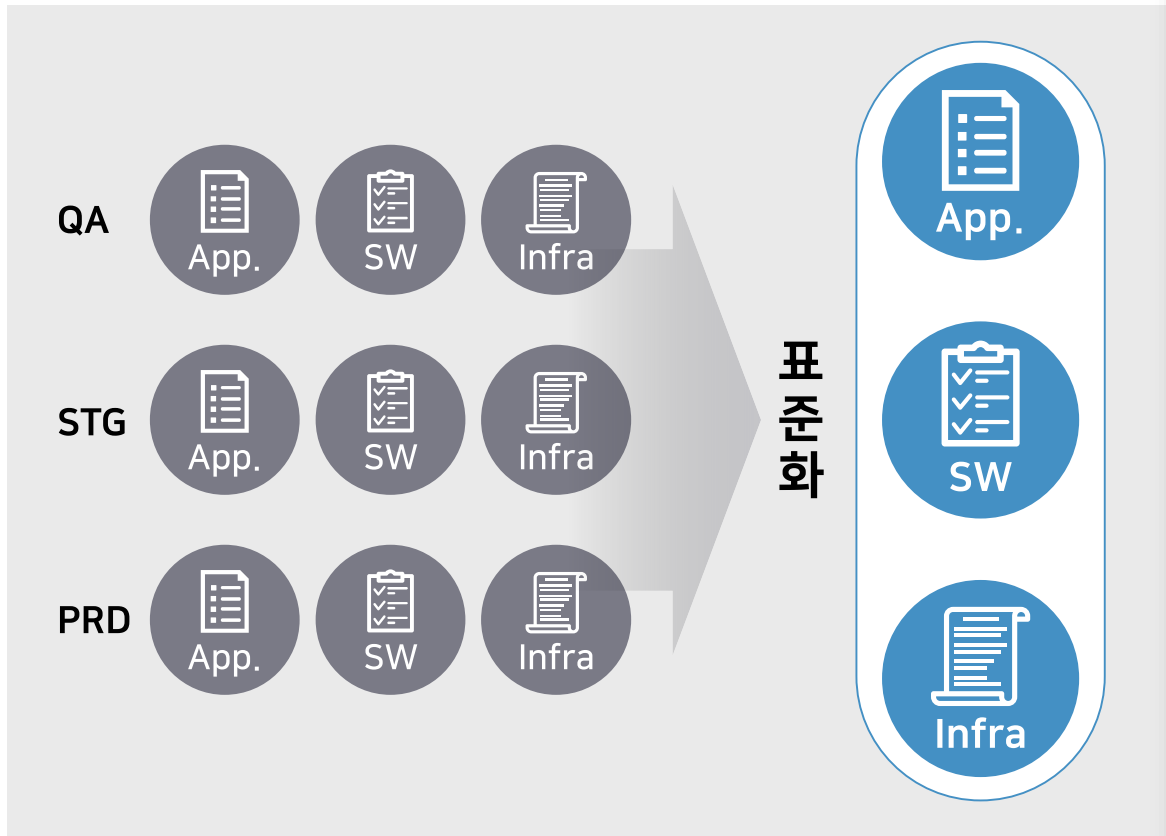 QA
App.
SW
Infra
STG
App.
SW
Infra
PRD
App.
SW
Infra
표준화
App.
SW
Infra